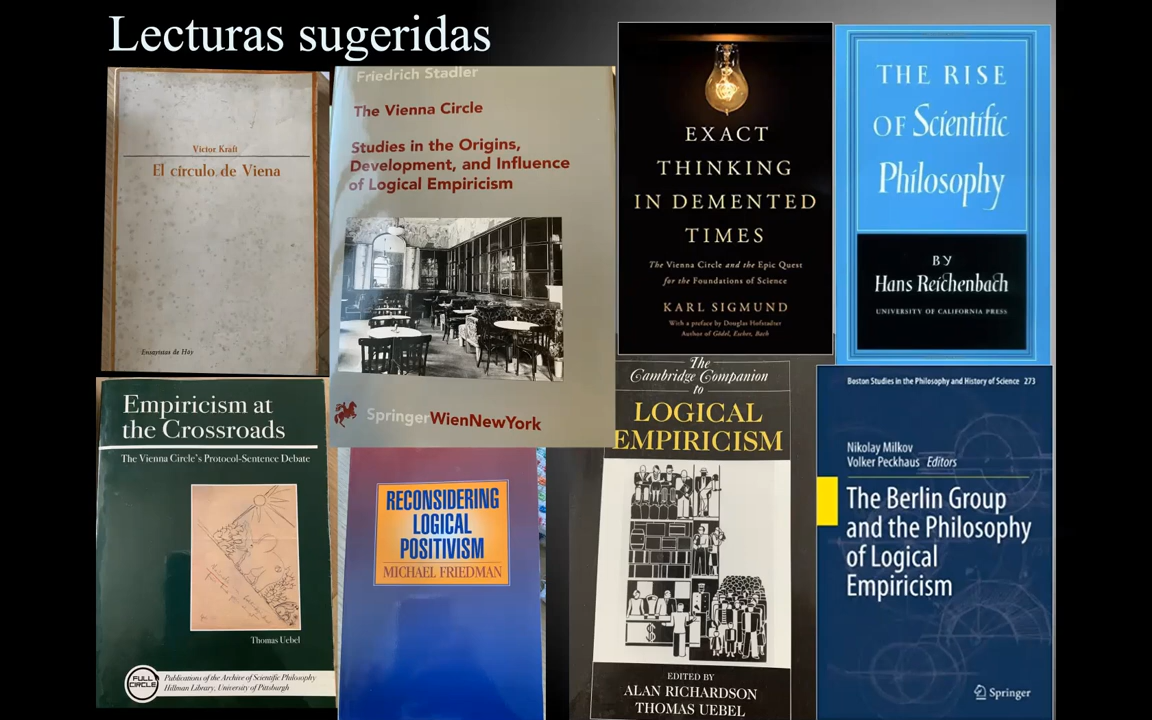 Lecturas sugeridas
Victor Kraft
El círculo de Viena
Ensayistas de Hoy
Friedrich Stadler
The Vienna Circle
Studies in the Origins,
Development, and Influence
of Logical Empiricism
SpringerWienNewYork
EXACT
THINKING
IN DEMENTED
TIMES
The Vienna Circle and the Epic Quest
for the Foundations of Science
KARL SIGMUND
With a preface by Douglas Hofstadter
Author of Gödel, Escher, Bach
THE RISE
OF Scientific
Philosophy
BY
Hans Reichenbach
UNIVERSITY OF CALIFORNIA PRESS
Empiricism at
the Crossroads
The Vienna Circle's Protocol-Sentence Debate
Thomas Uebel
FULL
CIRCLE
Publications of the Archive of Scientific Philosophy
Hillman Library, University of Pittsburgh
RECONSIDERING
LOGICAL
POSITIVISM
MICHAEL FRIEDMAN
The
Cambridge Companion
to
LOGICAL
EMPIRICISM
$
EDITED BY
ALAN RICHARDSON
THOMAS UEBEL
Boston Studies in the Philosophy and History of Science 273
Nikolay Milkov
Volker Peckhaus Editors
The Berlin Group
and the Philosophy
of Logical
Empiricism
Springer